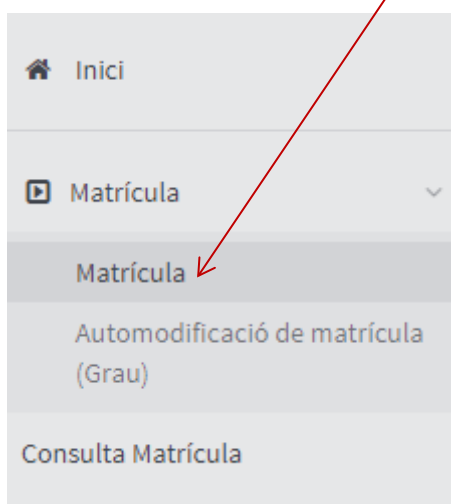 Inici
Matrícula
Matrícula
Automodificació de matrícula
(Grau)
Consulta Matrícula